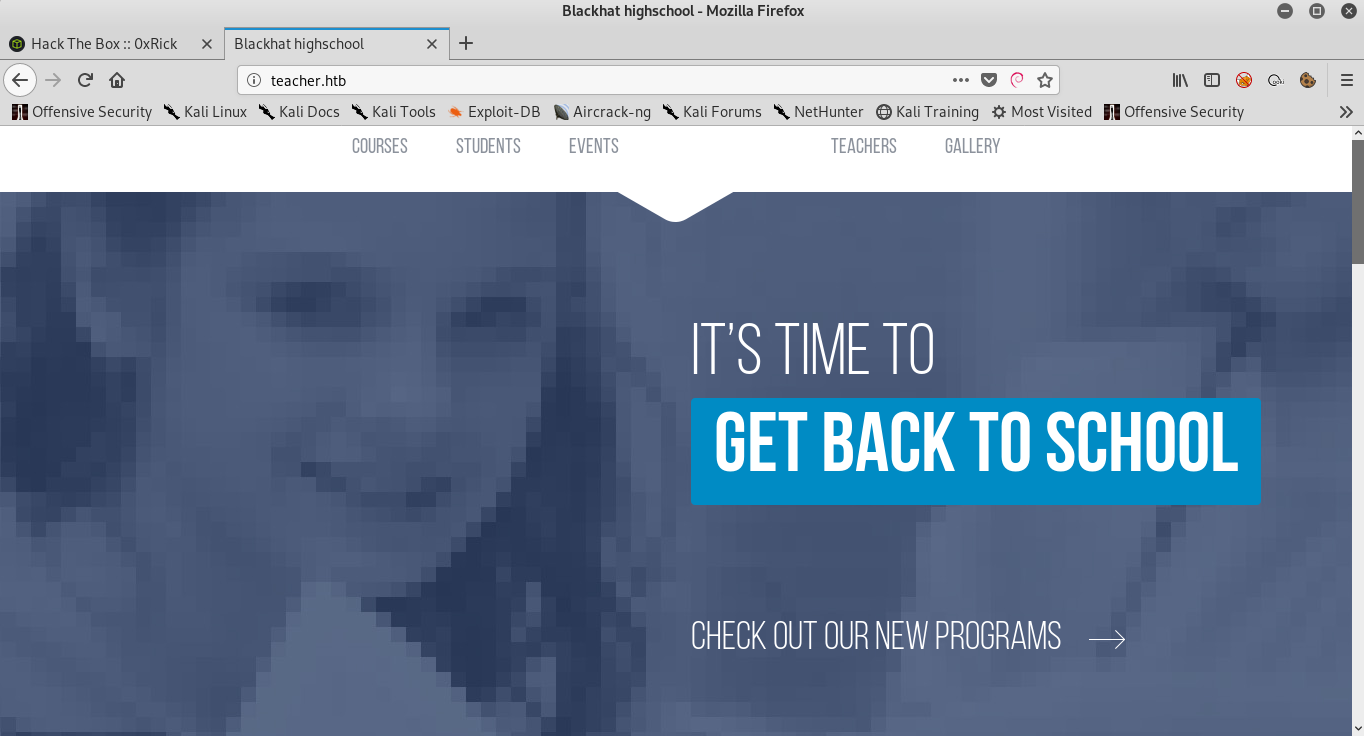 Blackhat highschool - Mozilla Firefox
Hack The Box :: 0xRick
Blackhat highschool
teacher.htb
Offensive Security Kali Linux Kali Docs Kali Tools Exploit-DB Aircrack-ng Kali Forums NetHunter Kali Training Most Visited Offensive Security
COURSES STUDENTS EVENTS TEACHERS GALLERY
IT’S TIME TO
GET BACK TO SCHOOL
CHECK OUT OUR NEW PROGRAMS